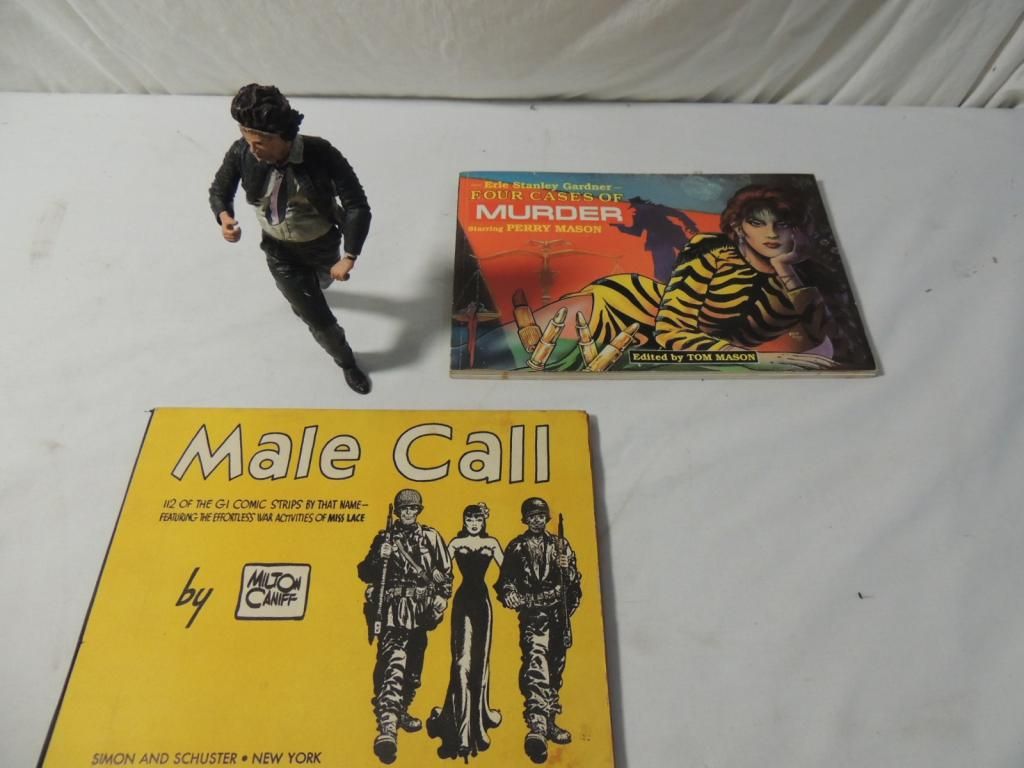 — Erle Stanley Gardner —
FOUR CASES OF
MURDER
Starring PERRY MASON
Edited by TOM MASON
Male Call
112 OF THE GI COMIC STRIPS BY THAT NAME—
FEATURING THE EFFORTLESS WAR ACTIVITIES OF MISS LACE
by MILTON
CANIFF
SIMON AND SCHUSTER • NEW YORK